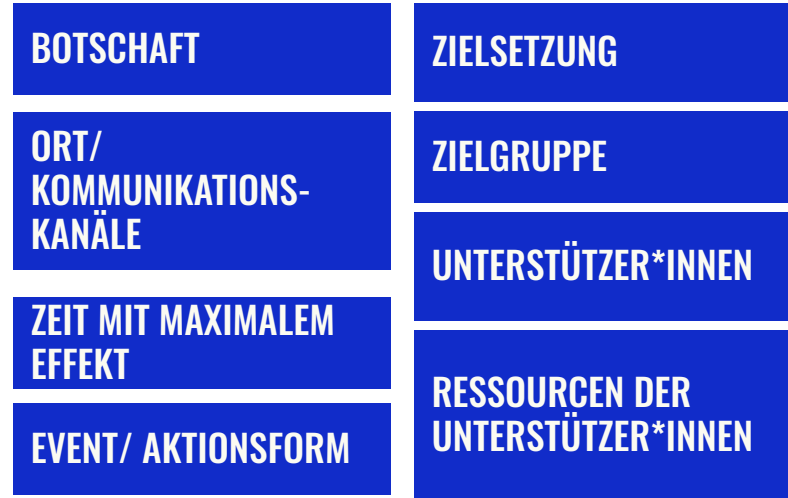 BOTSCHAFT
ORT/
KOMMUNIKATIONS-
KANÄLE
ZEIT MIT MAXIMALEM
EFFEKT
EVENT/ AKTIONSFORM
ZIELSETZUNG
ZIELGRUPPE
UNTERSTÜTZER*INNEN
RESSOURCEN DER
UNTERSTÜTZER*INNEN